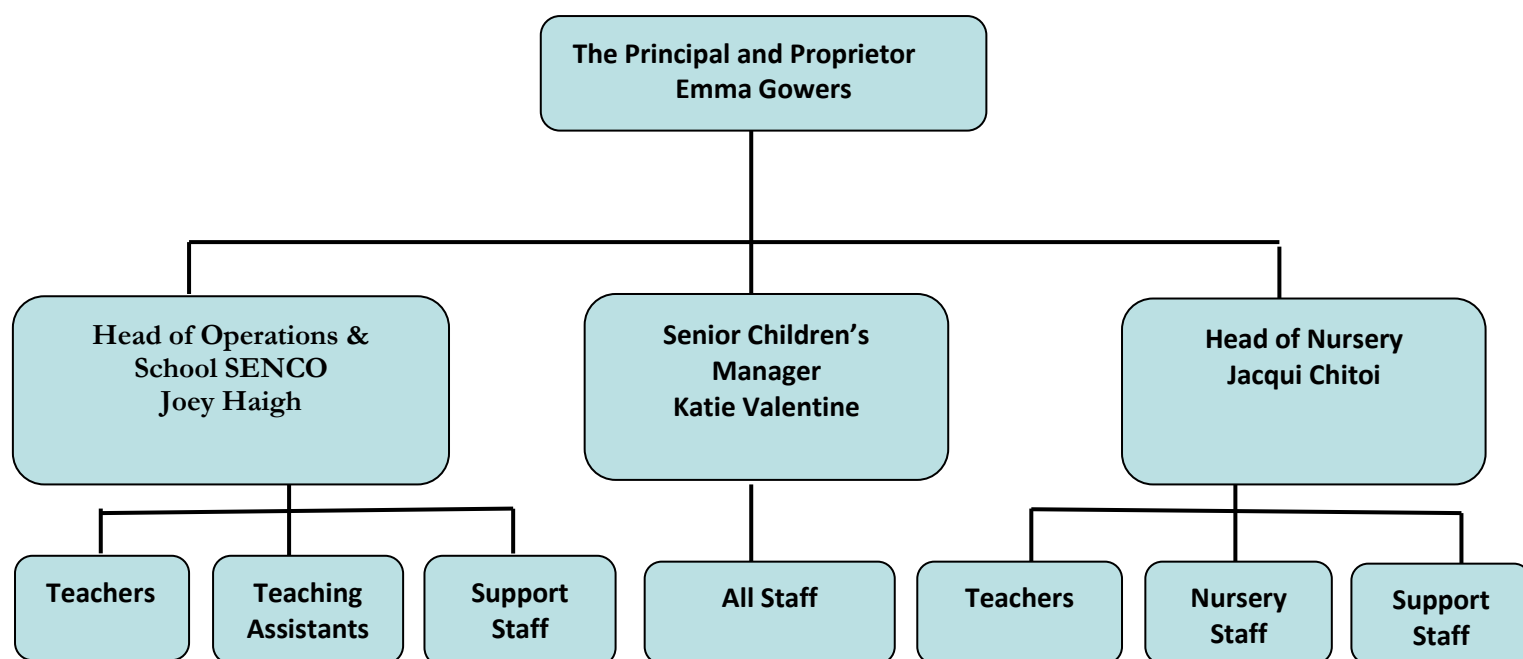 The Principal and Proprietor
Emma Gowers
Head of Operations &
School SENCO
Joey Haigh
Senior Children’s
Manager
Katie Valentine
Head of Nursery
Jacqui Chitoi
Teachers
Teaching
Assistants
Support
Staff
All Staff
Teachers
Nursery
Staff
Support
Staff